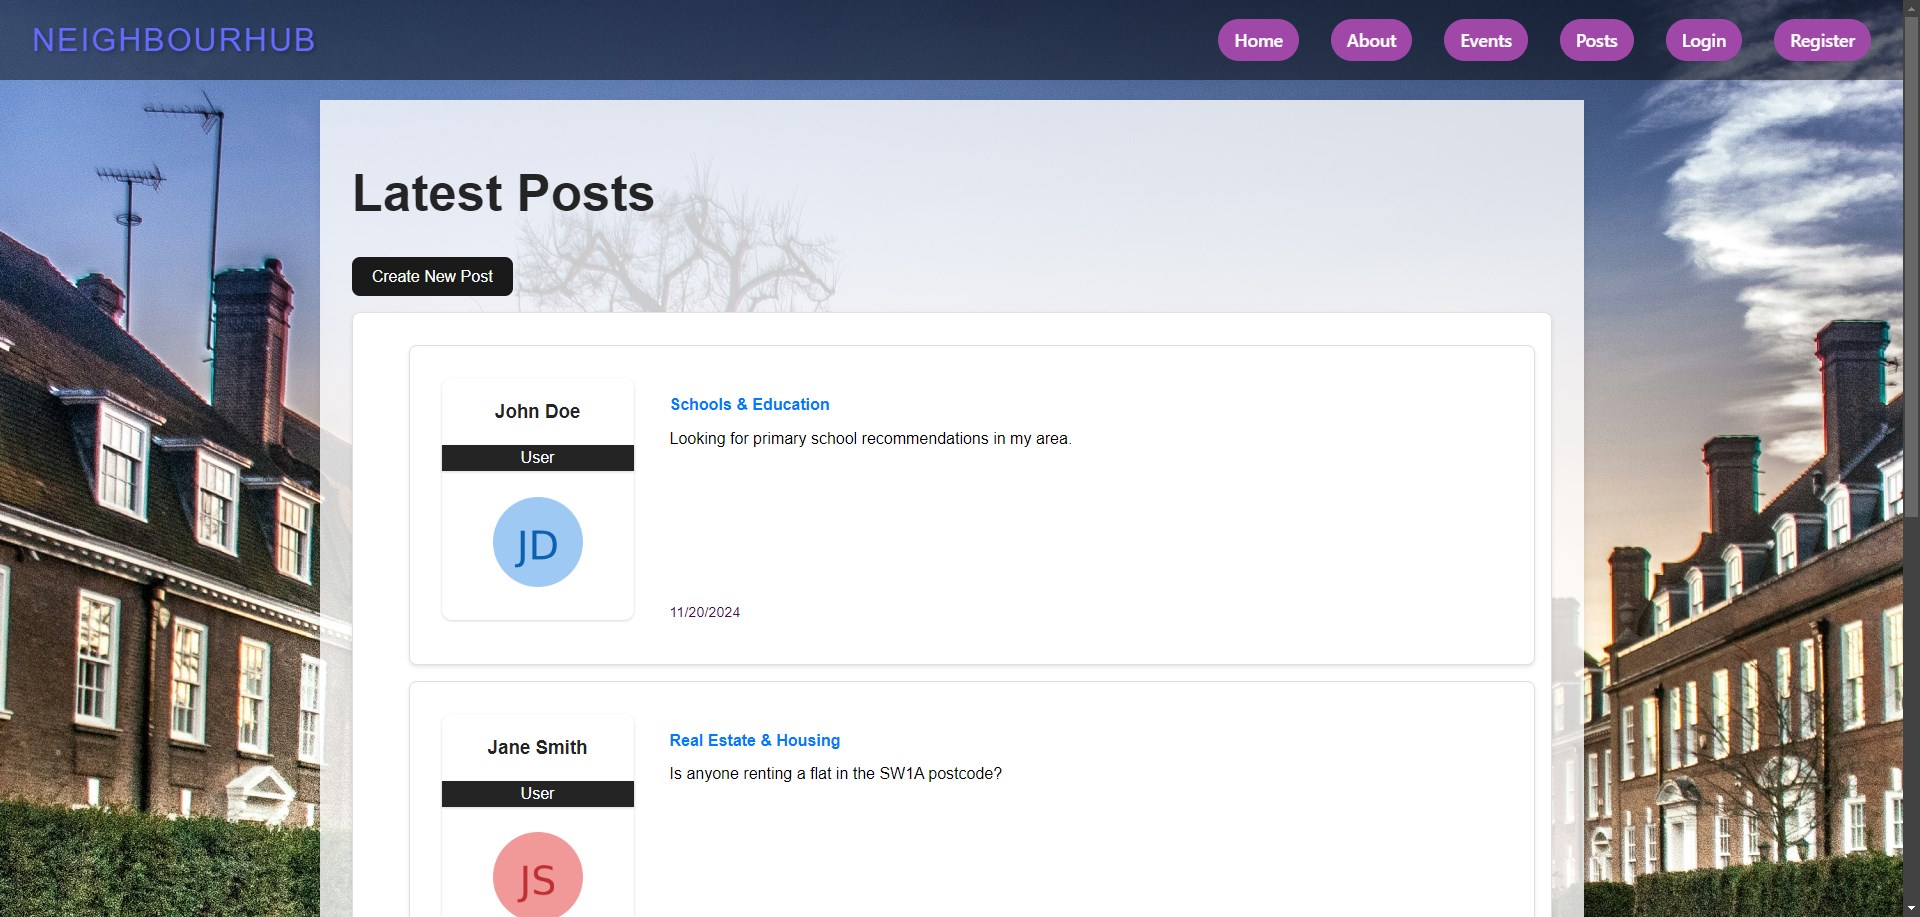 NEIGHBOURHUB
Home
About
Events
Posts
Login
Register
Latest Posts
Create New Post
John Doe
User
JD
Schools & Education
Looking for primary school recommendations in my area.
11/20/2024
Jane Smith
User
JS
Real Estate & Housing
Is anyone renting a flat in the SW1A postcode?